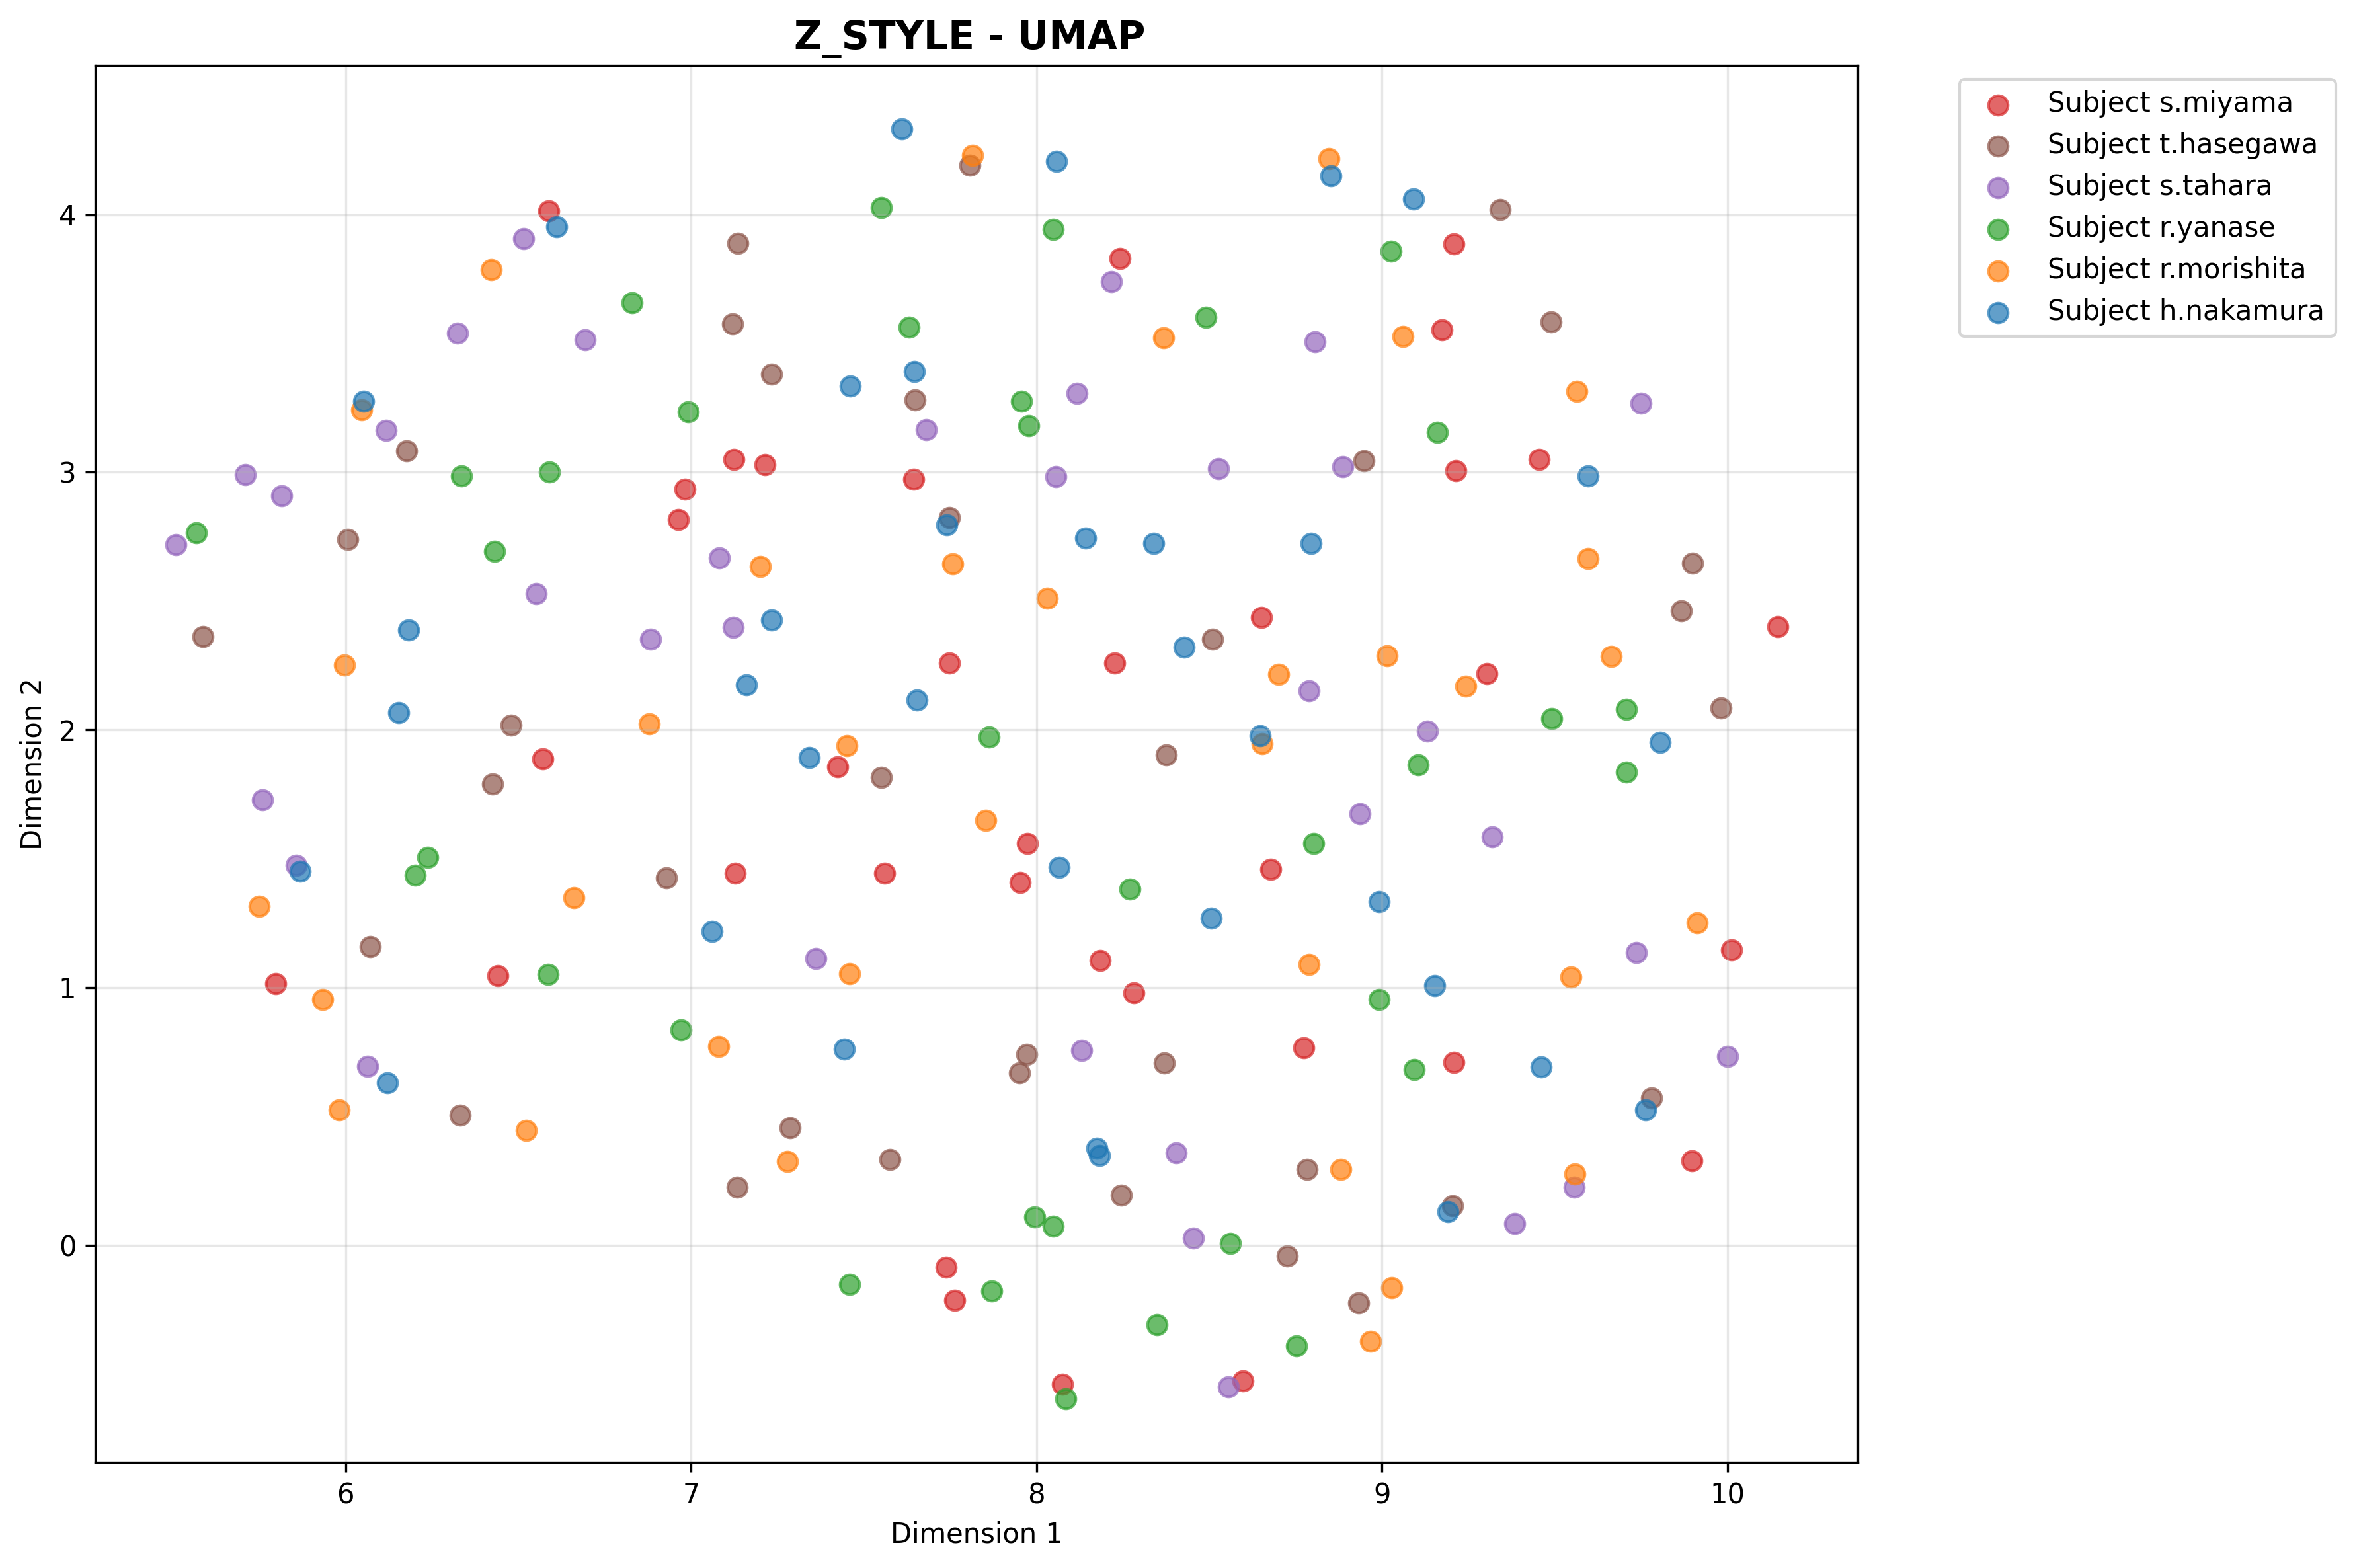 Z_STYLE - UMAP
Subject s.miyama
Subject t.hasegawa
Subject s.tahara
Subject r.yanase
Subject r.morishita
Subject h.nakamura
Dimension 2
4
3
2
1
0
6
7
8
9
10
Dimension 1